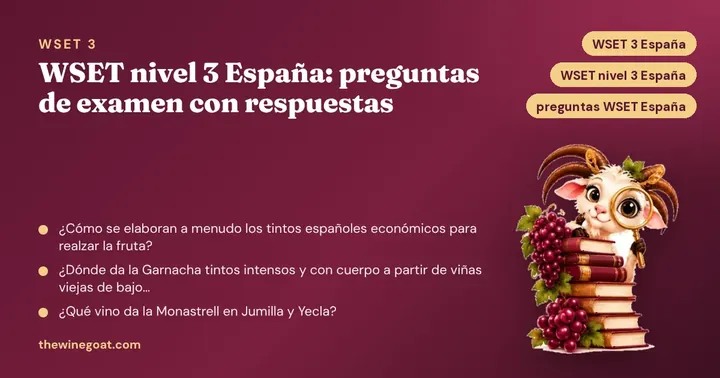 WSET 3
WSET nivel 3 España: preguntas
de examen con respuestas
WSET 3 España
WSET nivel 3 España
preguntas WSET España
¿Cómo se elaboran a menudo los tintos españoles económicos para
realzar la fruta?
¿Dónde da la Garnacha tintos intensos y con cuerpo a partir de viñas
viejas de bajo...
¿Qué vino da la Monastrell en Jumilla y Yecla?
thewinegoat.com